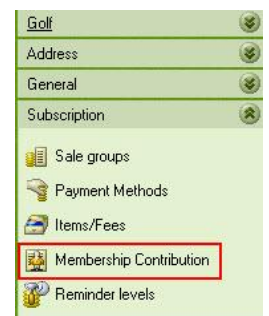 Golf
Address
General
Subscription
Sale groups
Payment Methods
Items/Fees
Membership Contribution
Reminder levels